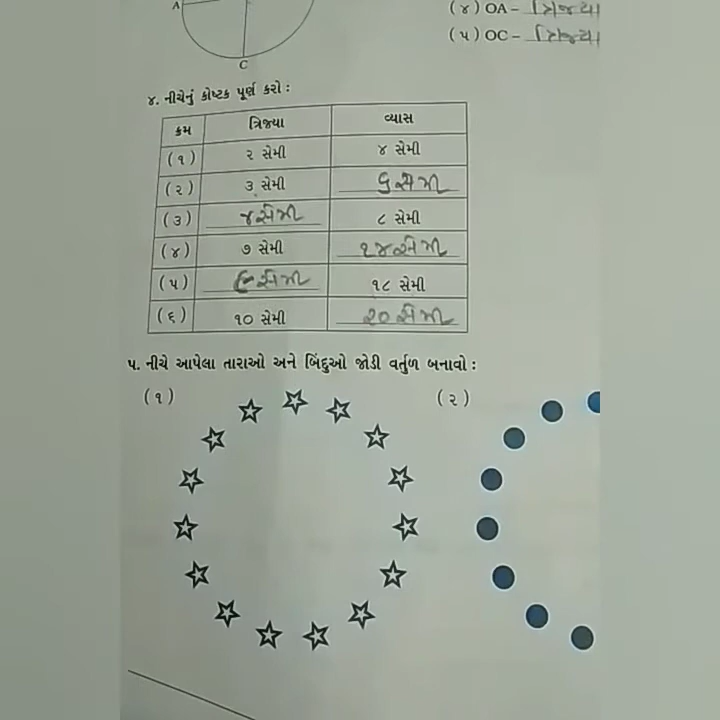 A
C
(૪) OA - ત્રિજ્યા
(૫) OC - ત્રિજ્યા
૪. નીચેનું કોષ્ટક પૂર્ણ કરો :
ક્રમ ત્રિજ્યા વ્યાસ
(૧) ૨ સેમી ૪ સેમી
(૨) ૩ સેમી ૬ સેમી
(૩) ૪ સેમી ૮ સેમી
(૪) ૭ સેમી ૧૪ સેમી
(૫) ૯ સેમી ૧૮ સેમી
(૬) ૧૦ સેમી ૨૦ સેમી
૫. નીચે આપેલા તારાઓ અને બિંદુઓ જોડી વર્તુળ બનાવો :
(૧) (૨)